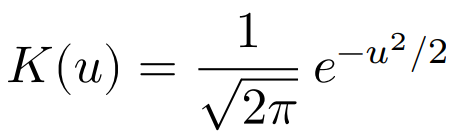 K(u) = \frac{1}{\sqrt{2\pi}} e^{-u^2/2}